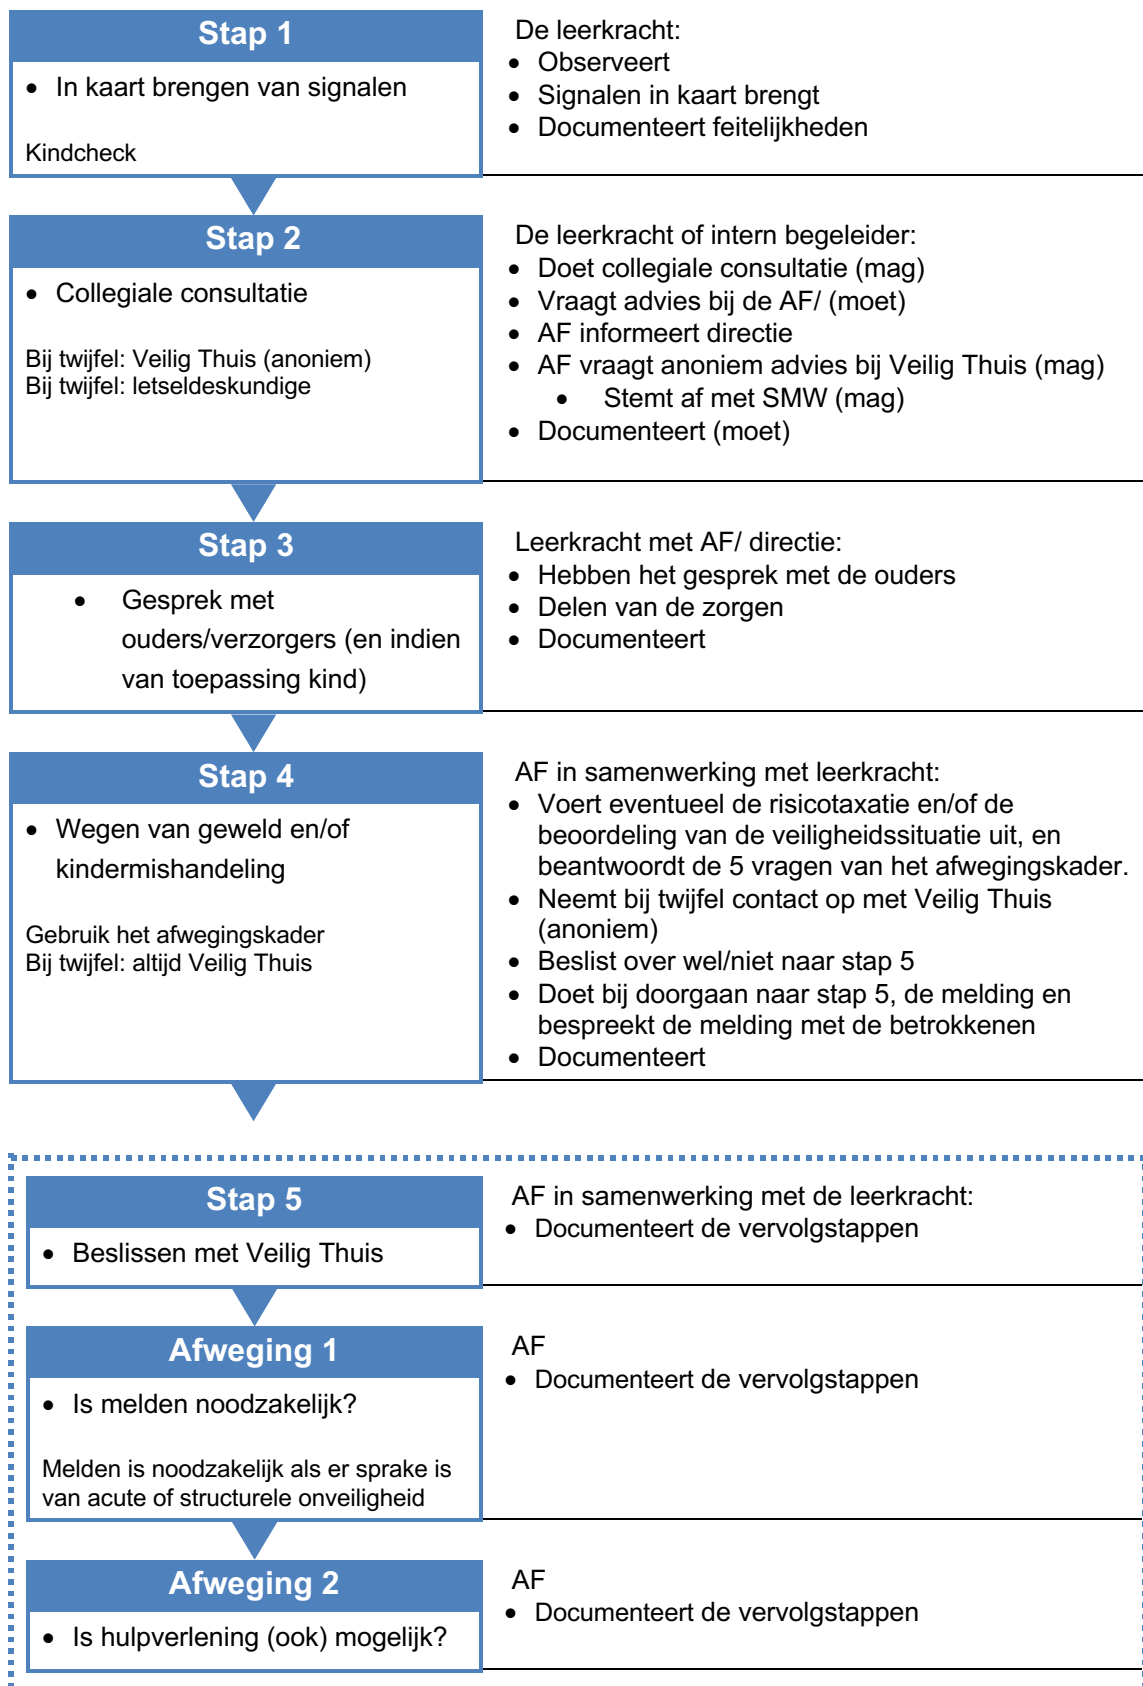 Stap 1
• In kaart brengen van signalen
Kindcheck
De leerkracht:
• Observeert
• Signalen in kaart brengt
• Documenteert feitelijkheden
Stap 2
• Collegiale consultatie
Bij twijfel: Veilig Thuis (anoniem)
Bij twijfel: letseldeskundige
De leerkracht of intern begeleider:
• Doet collegiale consultatie (mag)
• Vraagt advies bij de AF/ (moet)
• AF informeert directie
• AF vraagt anoniem advies bij Veilig Thuis (mag)
• Stemt af met SMW (mag)
• Documenteert (moet)
Stap 3
• Gesprek met
ouders/verzorgers (en indien
van toepassing kind)
Leerkracht met AF/ directie:
• Hebben het gesprek met de ouders
• Delen van de zorgen
• Documenteert
Stap 4
• Wegen van geweld en/of
kindermishandeling
Gebruik het afwegingskader
Bij twijfel: altijd Veilig Thuis
AF in samenwerking met leerkracht:
• Voert eventueel de risicotaxatie en/of de
beoordeling van de veiligheidssituatie uit, en
beantwoordt de 5 vragen van het afwegingskader.
• Neemt bij twijfel contact op met Veilig Thuis
(anoniem)
• Beslist over wel/niet naar stap 5
• Doet bij doorgaan naar stap 5, de melding en
bespreekt de melding met de betrokkenen
• Documenteert
Stap 5
• Beslissen met Veilig Thuis
AF in samenwerking met de leerkracht:
• Documenteert de vervolgstappen
Afweging 1
• Is melden noodzakelijk?
Melden is noodzakelijk als er sprake is
van acute of structurele onveiligheid
AF
• Documenteert de vervolgstappen
Afweging 2
• Is hulpverlening (ook) mogelijk?
AF
• Documenteert de vervolgstappen